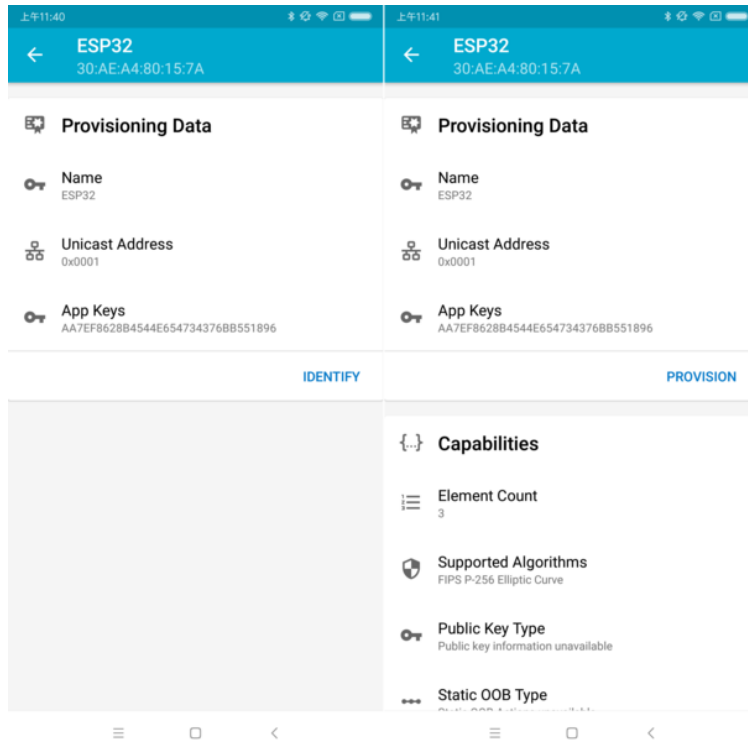 上午11:40
ESP32
30:AE:A4:80:15:7A
Provisioning Data
Name
ESP32
Unicast Address
0x0001
App Keys
AA7EF8628B4544E654734376BB551896
IDENTIFY
上午11:41
ESP32
30:AE:A4:80:15:7A
Provisioning Data
Name
ESP32
Unicast Address
0x0001
App Keys
AA7EF8628B4544E654734376BB551896
PROVISION
{...} Capabilities
Element Count
3
Supported Algorithms
FIPS P-256 Elliptic Curve
Public Key Type
Public key information unavailable
Static OOB Type